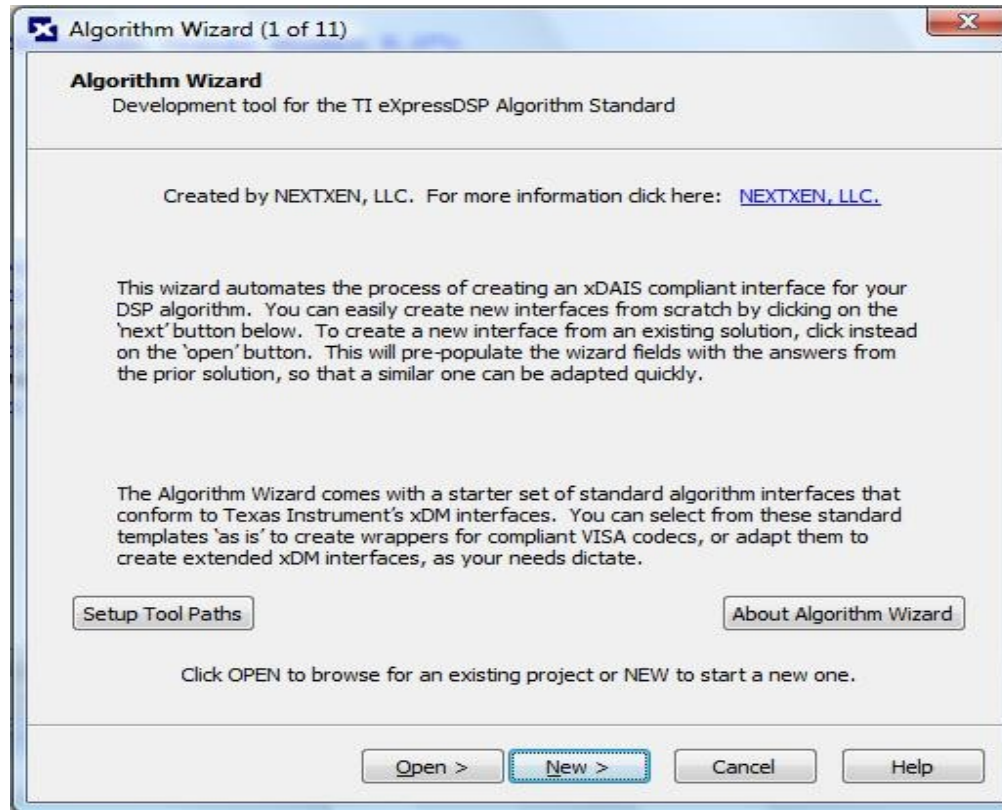 Algorithm Wizard (1 of 11)
Algorithm Wizard
Development tool for the TI eXpressDSP Algorithm Standard
Created by NEXTXEN, LLC. For more information click here: NEXTXEN, LLC.
This wizard automates the process of creating an xDAIS compliant interface for your
DSP algorithm. You can easily create new interfaces from scratch by clicking on the
'next' button below. To create a new interface from an existing solution, click instead
on the 'open' button. This will pre-populate the wizard fields with the answers from
the prior solution, so that a similar one can be adapted quickly.
The Algorithm Wizard comes with a starter set of standard algorithm interfaces that
conform to Texas Instrument's xDM interfaces. You can select from these standard
templates 'as is' to create wrappers for compliant VISA codecs, or adapt them to
create extended xDM interfaces, as your needs dictate.
Setup Tool Paths About Algorithm Wizard
Click OPEN to browse for an existing project or NEW to start a new one.
Open > New > Cancel Help